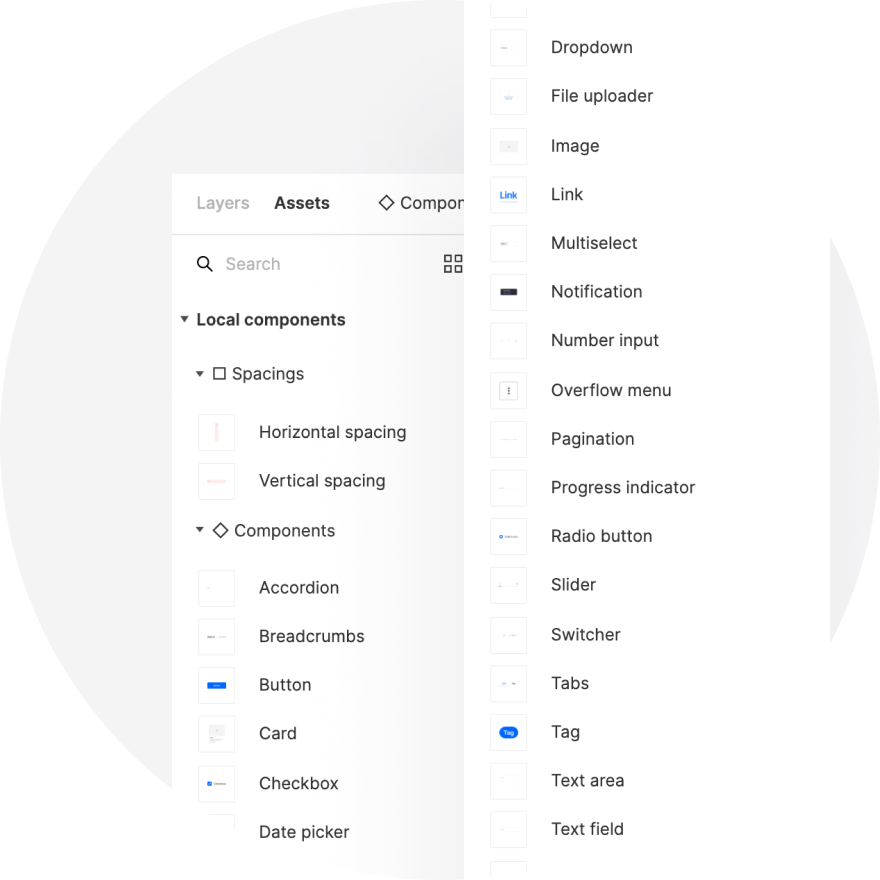 Layers
Assets
Compon
Search
Local components
Spacings
Horizontal spacing
Vertical spacing
Components
Accordion
Breadcrumbs
Button
Card
Checkbox
Date picker
Dropdown
File uploader
Image
Link
Link
Multiselect
Notification
Number input
Overflow menu
Pagination
Progress indicator
Radio button
Slider
Switcher
Tabs
Tag
Tag
Text area
Text field